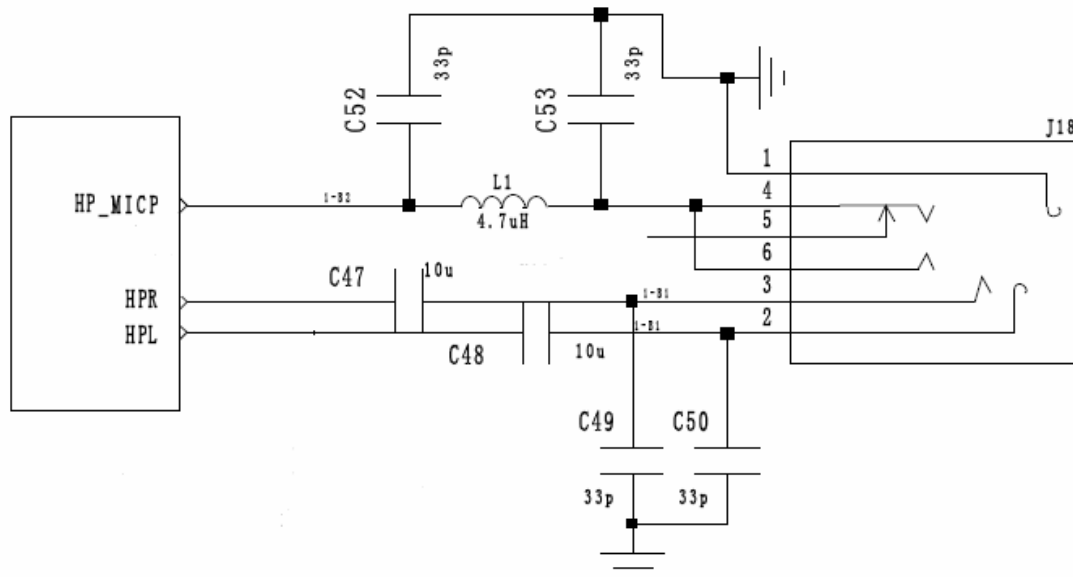 33p
33p
C52
C53
J18
1
L1
4
HP_MICP
1-B2
4.7uH
5
6
C47
10u
HPR
1-B1
3
HPL
1-B1
2
C48
10u
C49
C50
33p
33p